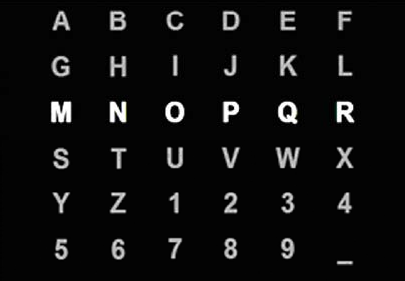 A B C D E F
G H I J K L
M N O P Q R
S T U V W X
Y Z 1 2 3 4
5 6 7 8 9 _